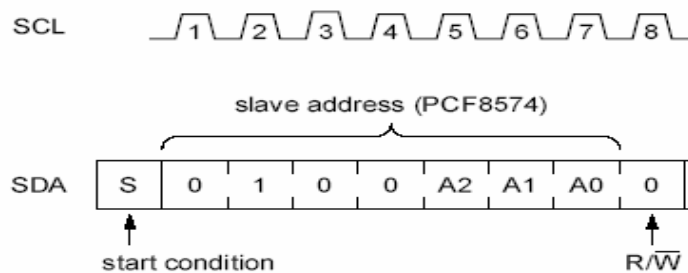 SCL 1 2 3 4 5 6 7 8
slave address (PCF8574)
SDA S 0 1 0 0 A2 A1 A0 0
start condition R/W̅